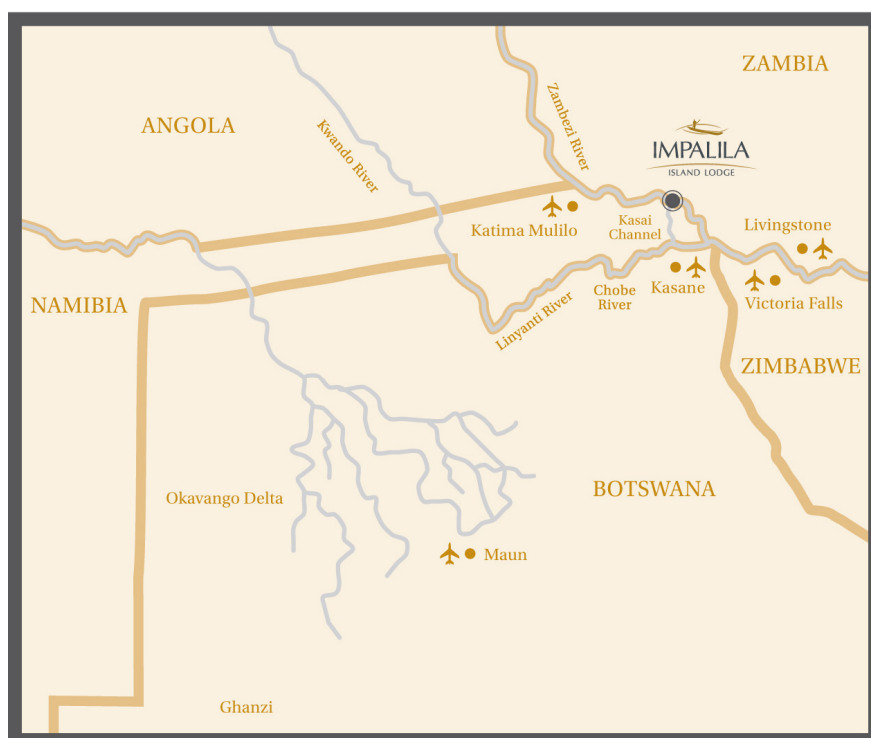 ZAMBIA
ANGOLA
Kwando River
Zambezi River
IMPALILA
ISLAND LODGE
Katima Mulilo
Kasai
Channel
Livingstone
NAMIBIA
Linyanti River
Chobe
River
Kasane
Victoria Falls
ZIMBABWE
Okavango Delta
BOTSWANA
Maun
Ghanzi